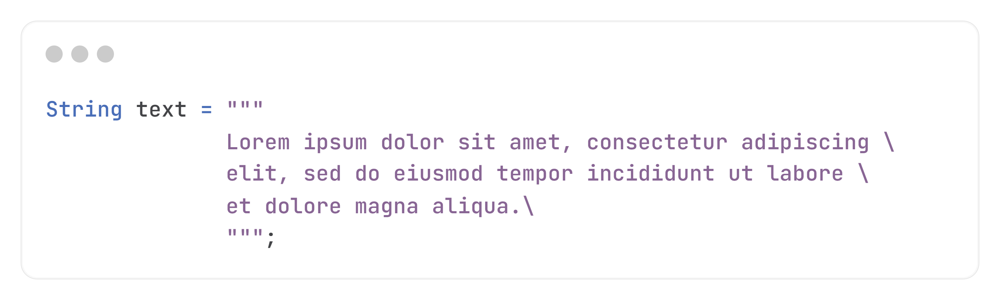 String text = """
              Lorem ipsum dolor sit amet, consectetur adipiscing \
              elit, sed do eiusmod tempor incididunt ut labore \
              et dolore magna aliqua.\
              """;